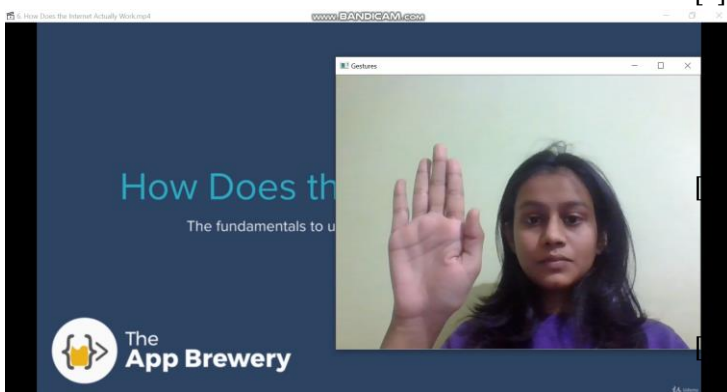 6. How Does the Internet Actually Work.mp4
www.BANDICAM.com
Gestures
How Does th
The fundamentals to u
The
App Brewery